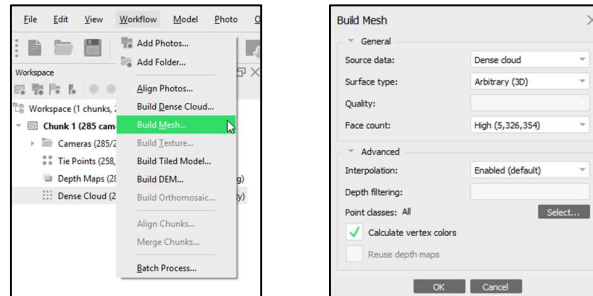 File Edit View Workflow Model Photo
Add Photos...
Add Folder...
Workspace
Align Photos...
Workspace (1 chunks,
Build Dense Cloud...
Chunk 1 (285 cam
Build Mesh...
Cameras (285/2
Build Texture...
Tie Points (258,
Build Tiled Model...
Depth Maps (28
Build DEM...
Dense Cloud (2
Build Orthomosaic...
Align Chunks...
Merge Chunks...
Batch Process...
Build Mesh
General
Source data: Dense cloud
Surface type: Arbitrary (3D)
Quality:
Face count: High (5,326,354)
Advanced
Interpolation: Enabled (default)
Depth filtering:
Point classes: All Select...
Calculate vertex colors
Reuse depth maps
OK Cancel